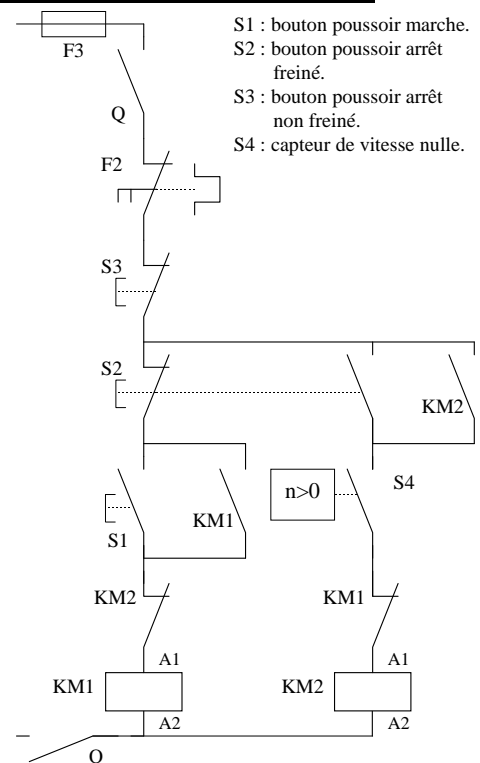 F3
S1 : bouton poussoir marche.
S2 : bouton poussoir arrêt
freiné.
S3 : bouton poussoir arrêt
non freiné.
S4 : capteur de vitesse nulle.
Q
F2
S3
S2
KM2
n>0
S4
KM1
S1
KM2
KM1
A1
A1
KM1
KM2
A2
A2
Q